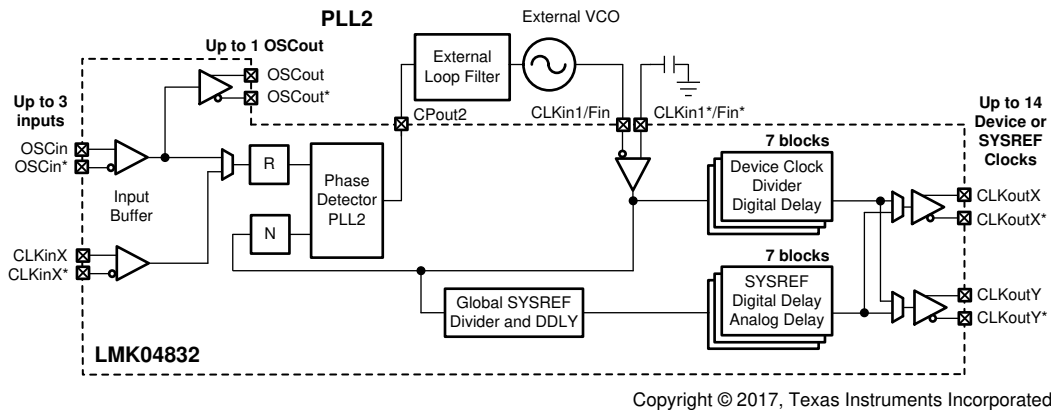 PLL2
External VCO
Up to 1 OSCout
External
Loop Filter
OSCout
OSCout*
Up to 3
inputs
CPout2
CLKin1/Fin
CLKin1*/Fin*
Up to 14
Device or
SYSREF
Clocks
OSCin
OSCin*
Input
Buffer
R
Phase
Detector
PLL2
N
7 blocks
Device Clock
Divider
Digital Delay
CLKoutX
CLKoutX*
CLKinX
CLKinX*
7 blocks
SYSREF
Digital Delay
Analog Delay
Global SYSREF
Divider and DDLY
CLKoutY
CLKoutY*
LMK04832
Copyright © 2017, Texas Instruments Incorporated